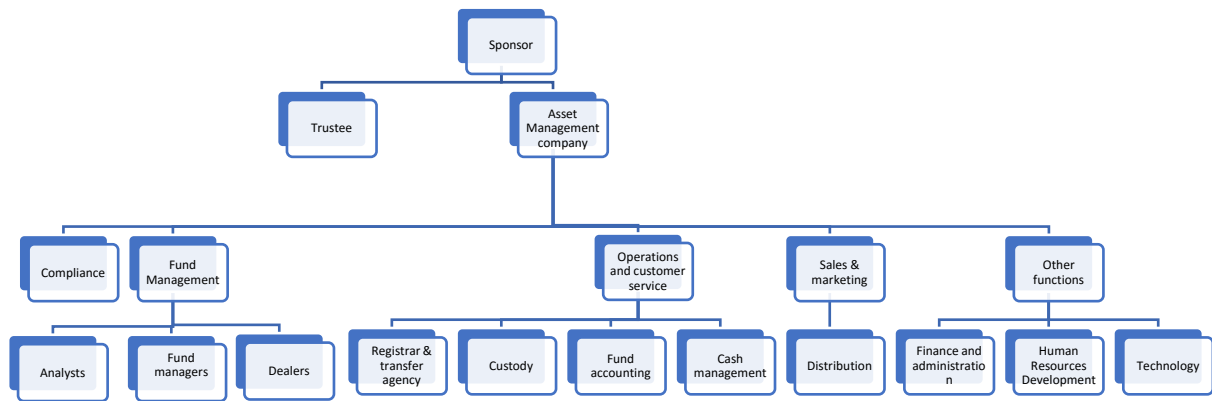 Sponsor
Trustee
Asset
Management
company
Compliance
Fund
Management
Operations
and customer
service
Sales &
marketing
Other
functions
Analysts
Fund
managers
Dealers
Registrar &
transfer
agency
Custody
Fund
accounting
Cash
management
Distribution
Finance and
administratio
n
Human
Resources
Development
Technology